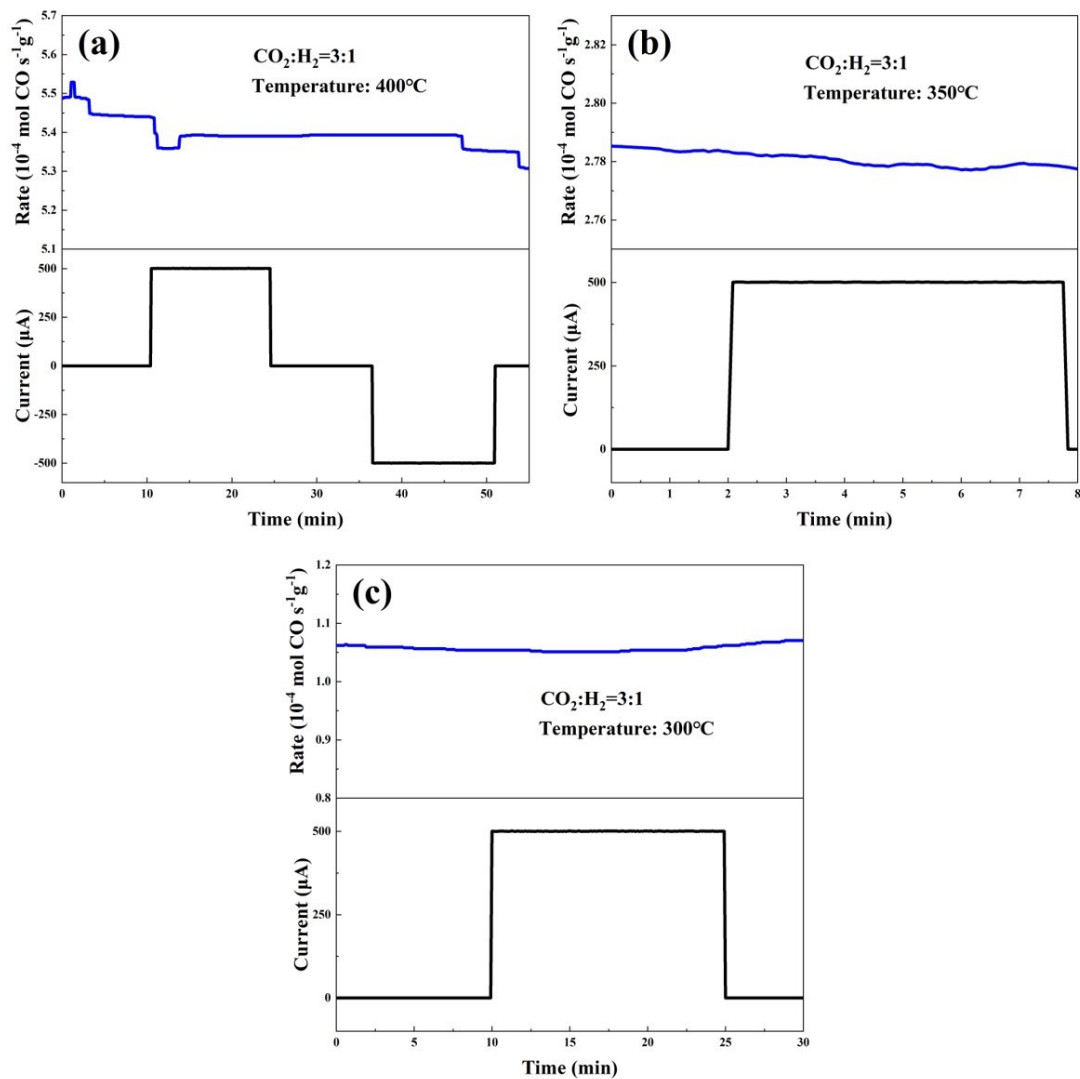 (a)
CO₂:H₂=3:1
Temperature: 400℃
Rate (10⁻⁴ mol CO s⁻¹g⁻¹)
5.7
5.6
5.5
5.4
5.3
5.2
5.1
Current (μA)
500
250
0
-250
-500
0 10 20 30 40 50
Time (min)
(b)
CO₂:H₂=3:1
Temperature: 350℃
Rate (10⁻⁴ mol CO s⁻¹g⁻¹)
2.82
2.80
2.78
2.76
Current (μA)
500
250
0
0 1 2 3 4 5 6 7 8
Time (min)
(c)
CO₂:H₂=3:1
Temperature: 300℃
Rate (10⁻⁴ mol CO s⁻¹g⁻¹)
1.2
1.1
1.0
0.9
0.8
Current (μA)
500
250
0
0 5 10 15 20 25 30
Time (min)